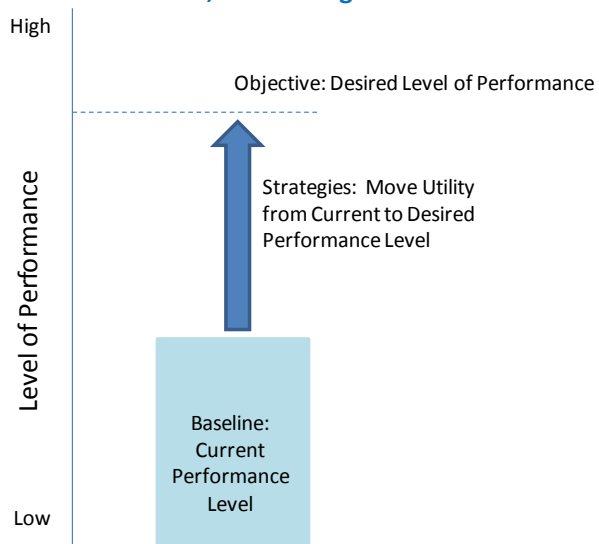 High
Objective: Desired Level of Performance
Strategies: Move Utility
from Current to Desired
Performance Level
Level of Performance
Baseline:
Current
Performance
Level
Low